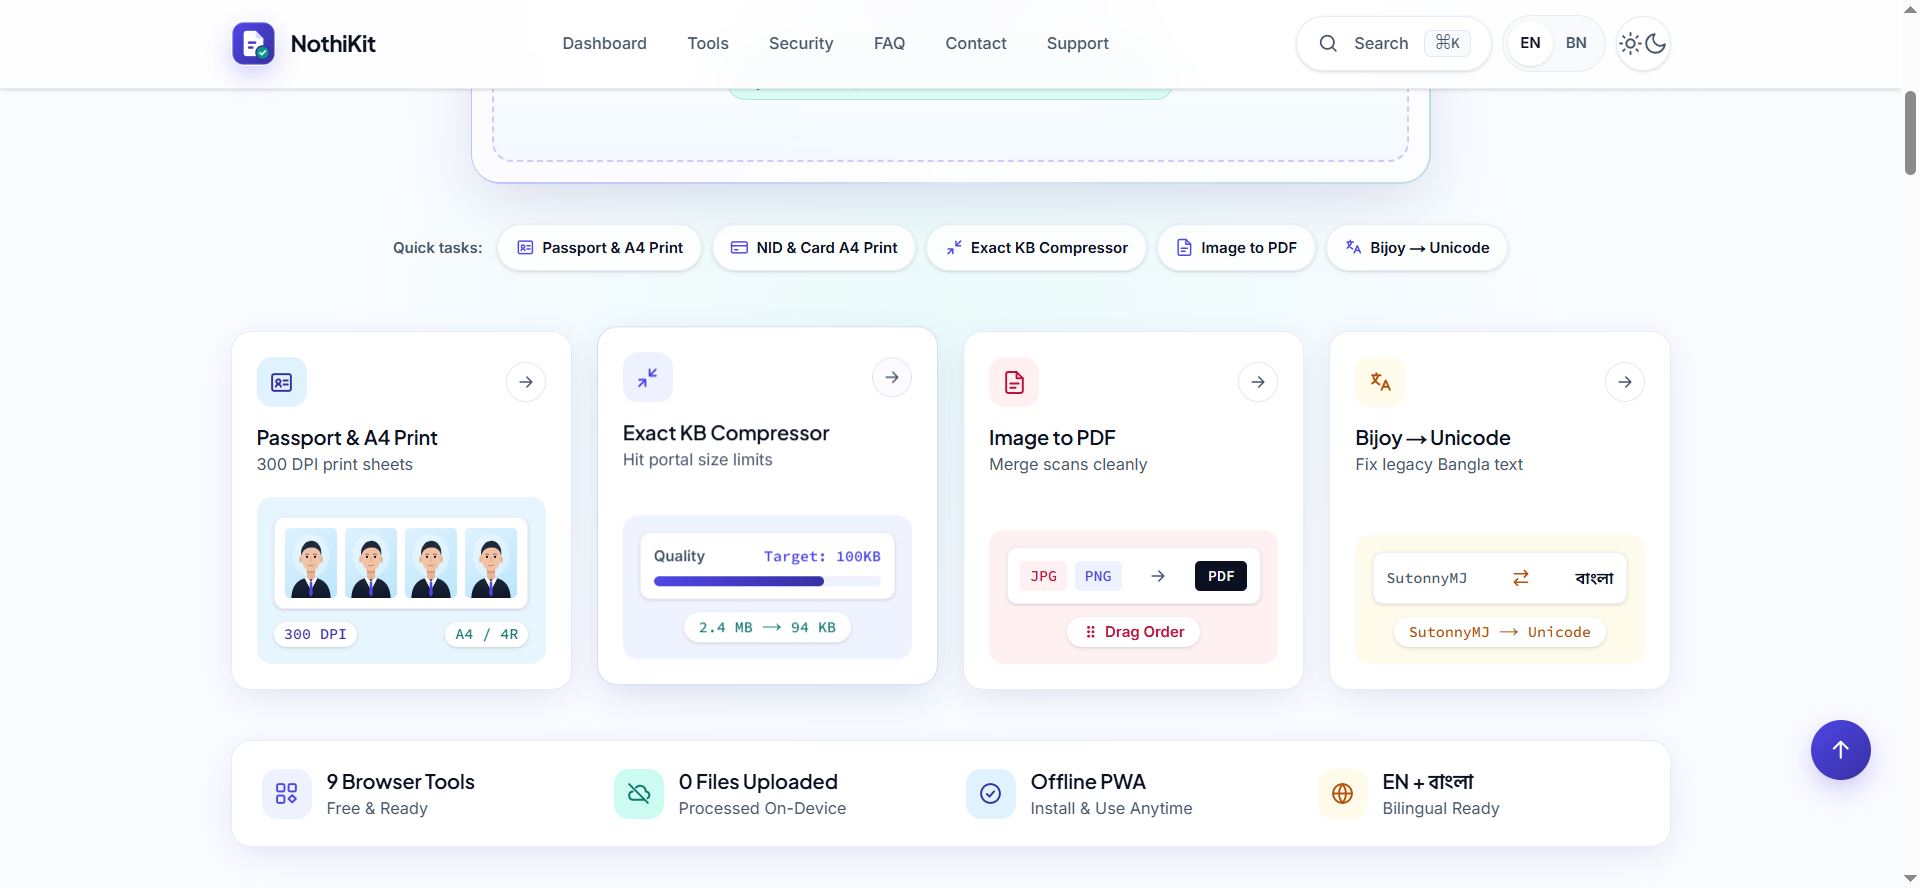 NothiKit
Dashboard Tools Security FAQ Contact Support
Search ⌘K EN BN
Quick tasks: Passport & A4 Print NID & Card A4 Print Exact KB Compressor Image to PDF Bijoy → Unicode
Passport & A4 Print
300 DPI print sheets
300 DPI A4 / 4R
Exact KB Compressor
Hit portal size limits
Quality Target: 100KB
2.4 MB → 94 KB
Image to PDF
Merge scans cleanly
JPG PNG → PDF
Drag Order
Bijoy → Unicode
Fix legacy Bangla text
SutonnyMJ ⇄ বাংলা
SutonnyMJ → Unicode
9 Browser Tools
Free & Ready
0 Files Uploaded
Processed On-Device
Offline PWA
Install & Use Anytime
EN + বাংলা
Bilingual Ready